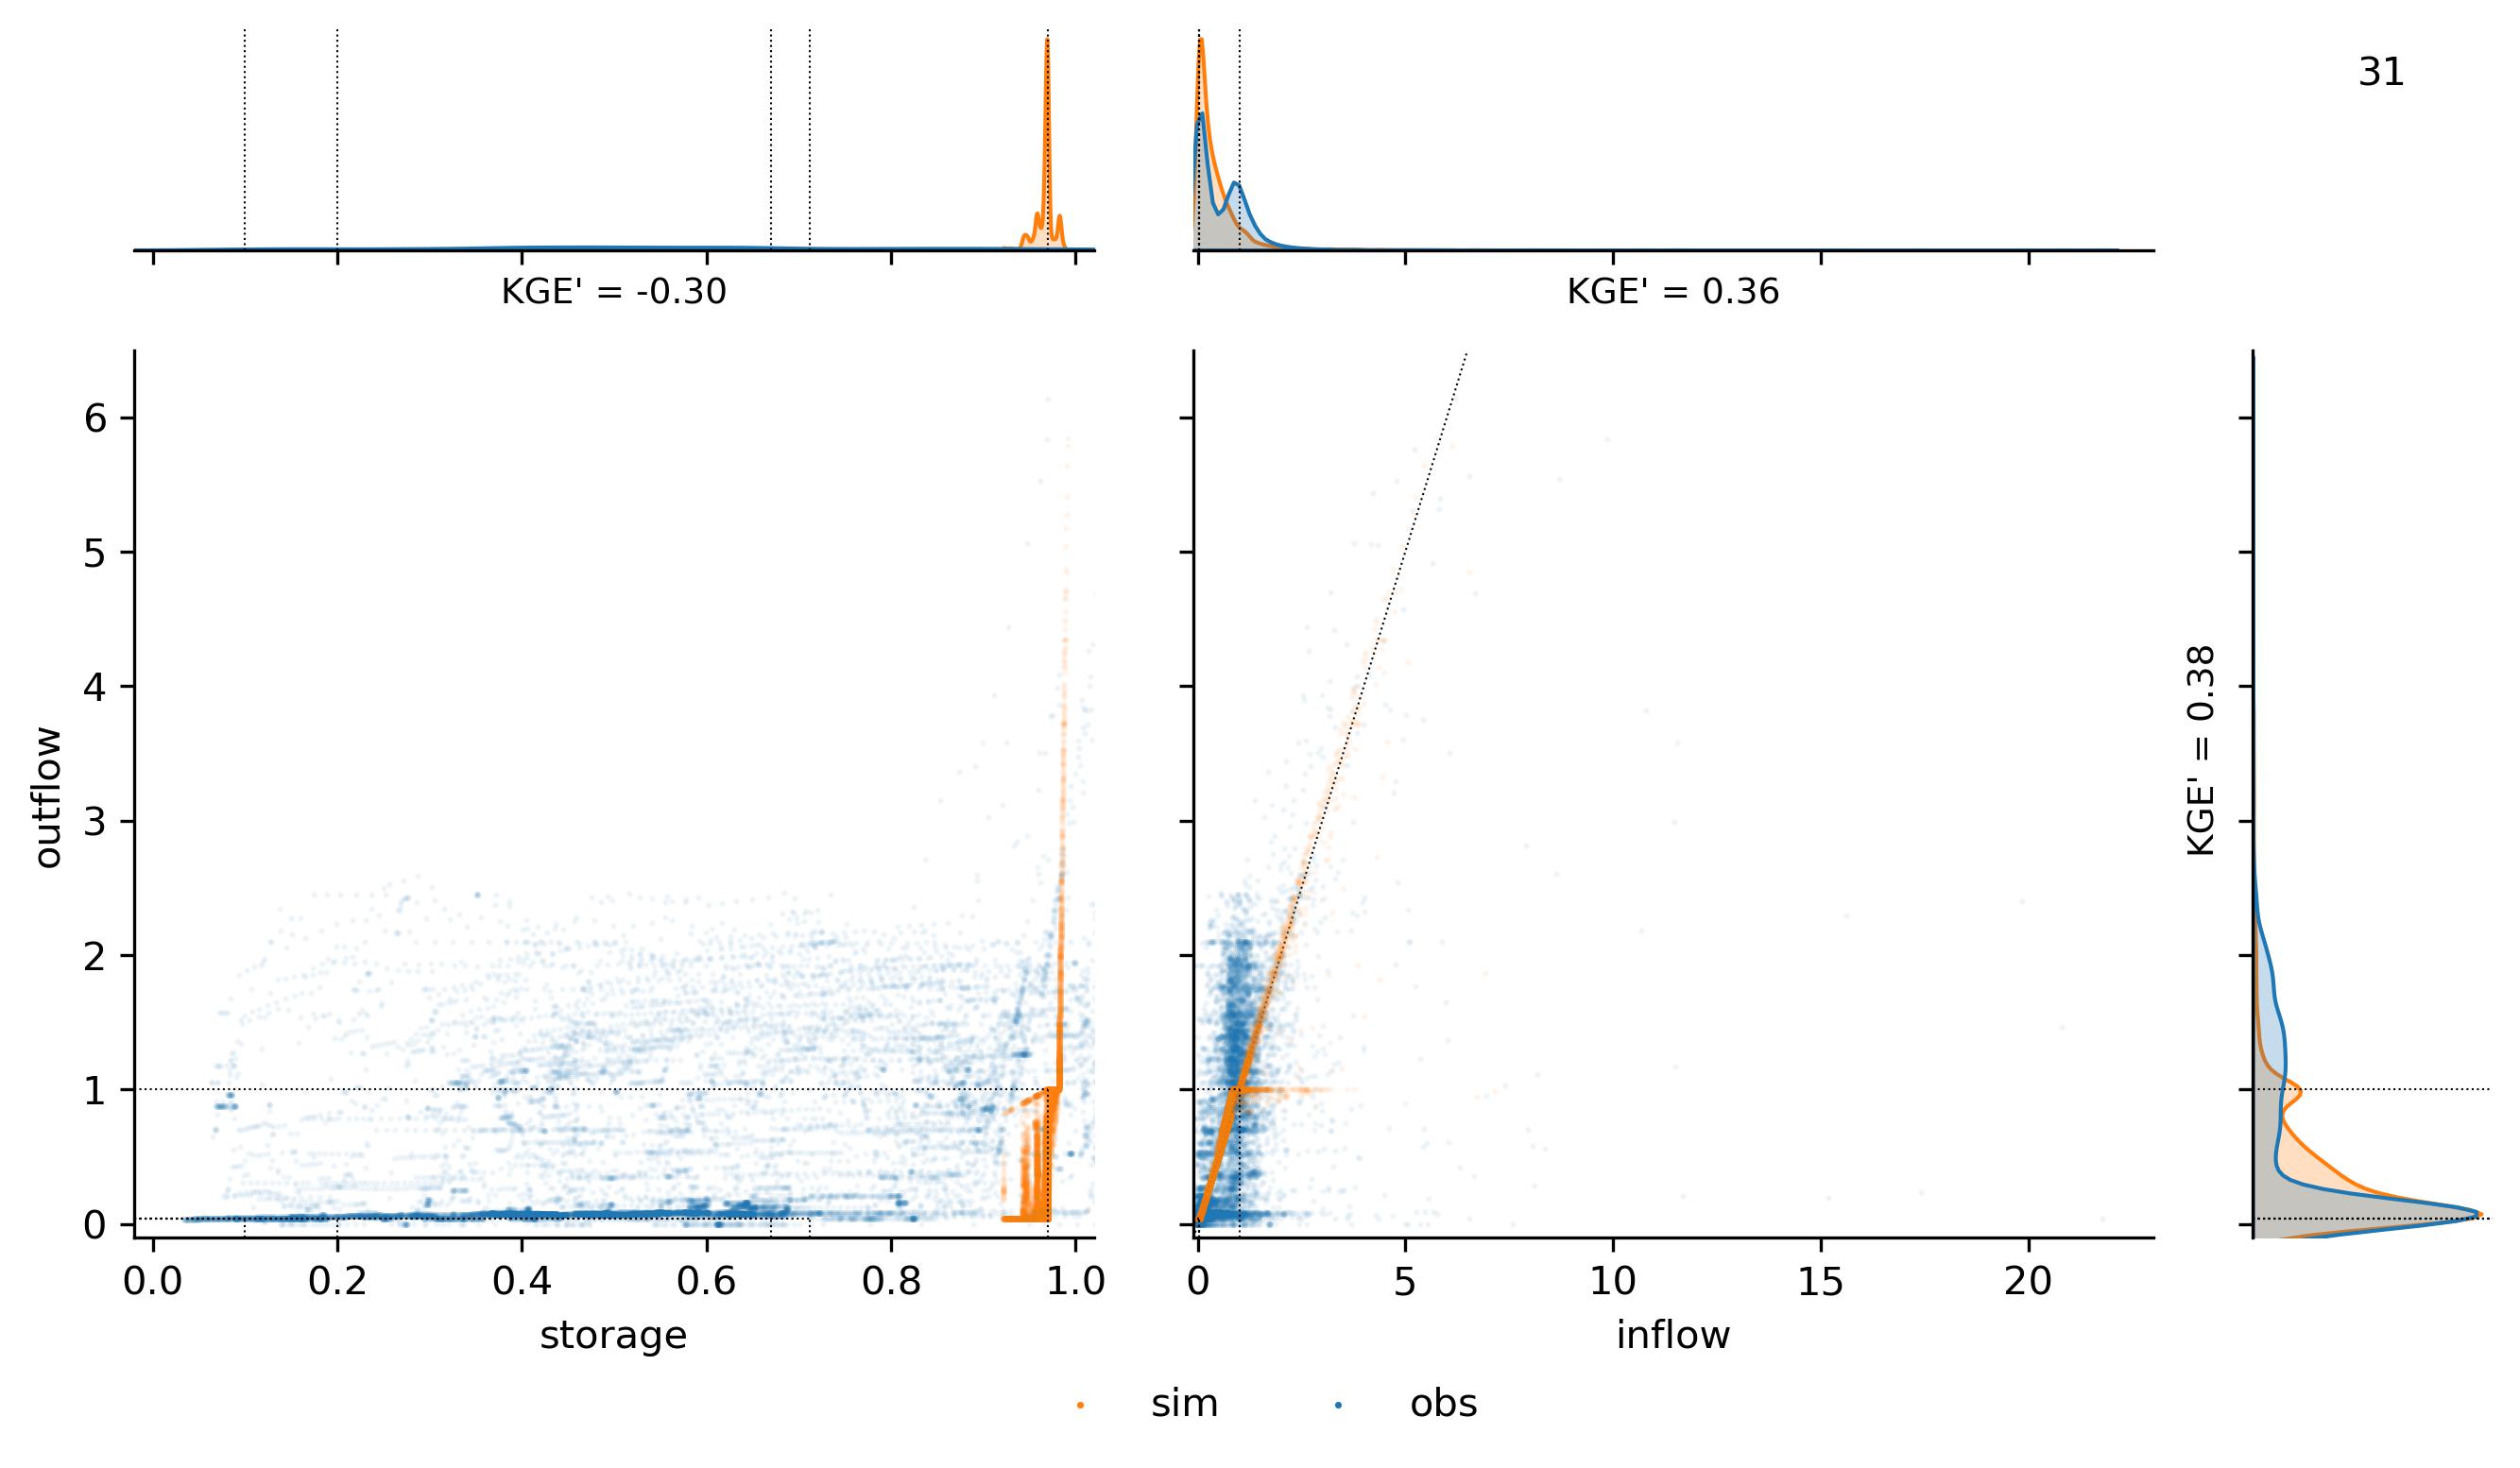 31
KGE' = -0.30
KGE' = 0.36
outflow
6
5
4
3
2
1
0
KGE' = 0.38
0.0 0.2 0.4 0.6 0.8 1.0
0 5 10 15 20
storage
inflow
sim obs